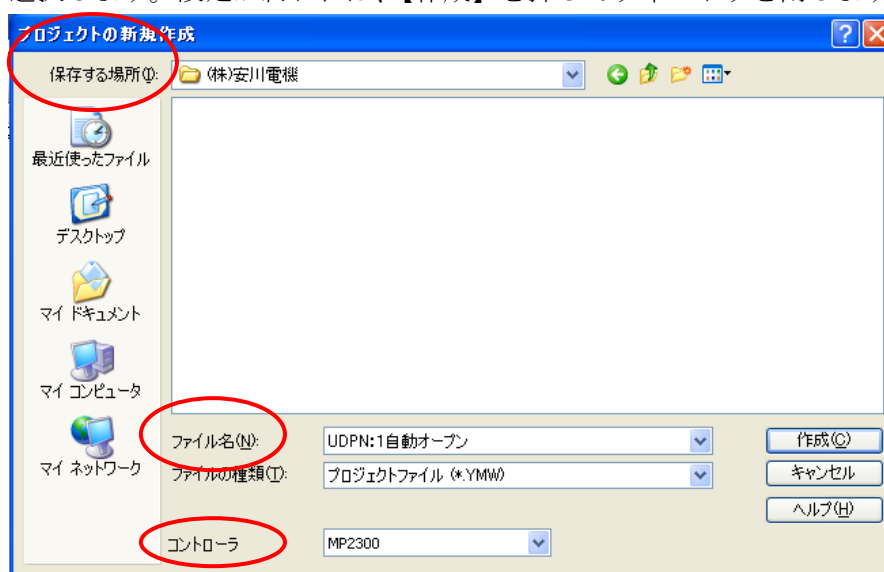 プロジェクトの新規作成
保存する場所(I):
(株)安川電機
最近使ったファイル
デスクトップ
マイ ドキュメント
マイ コンピュータ
マイ ネットワーク
ファイル名(N):
UDPN:1自動オープン
作成(C)
ファイルの種類(T):
プロジェクトファイル (*.YMW)
キャンセル
ヘルプ(H)
コントローラ
MP2300